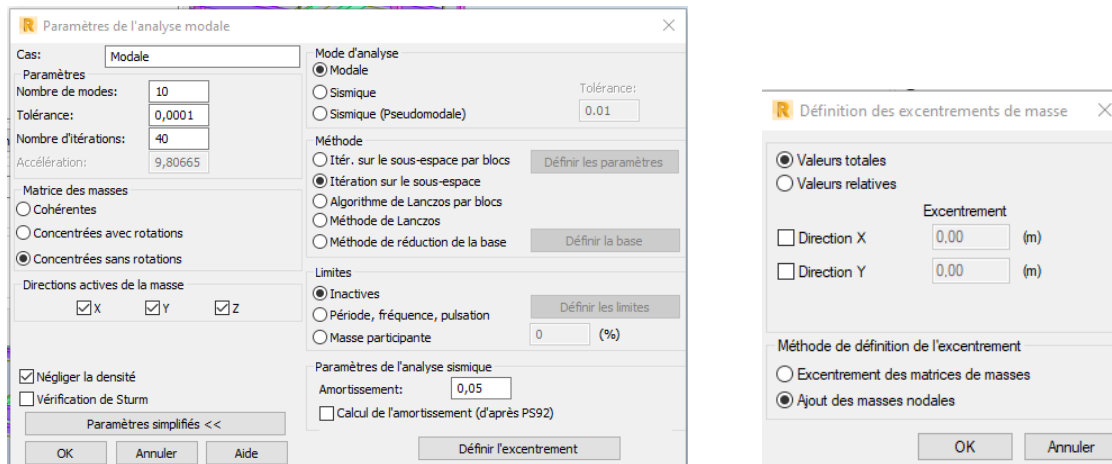 R Paramètres de l'analyse modale
Cas: Modale
Paramètres
Nombre de modes: 10
Tolérance: 0,0001
Nombre d'itérations: 40
Accélération: 9,80665
Matrice des masses
Cohérentes
Concentrées avec rotations
Concentrées sans rotations
Directions actives de la masse
X Y Z
Négliger la densité
Vérification de Sturm
Paramètres simplifiés <<
OK Annuler Aide
Mode d'analyse
Modale
Sismique Tolérance:
Sismique (Pseudomodale) 0.01
Méthode
Itér. sur le sous-espace par blocs Définir les paramètres
Itération sur le sous-espace
Algorithme de Lanczos par blocs
Méthode de Lanczos
Méthode de réduction de la base Définir la base
Limites
Inactives
Période, fréquence, pulsation Définir les limites
Masse participante 0 (%)
Paramètres de l'analyse sismique
Amortissement: 0,05
Calcul de l'amortissement (d'après PS92)
Définir l'excentrement
R Définition des excentrements de masse
Valeurs totales
Valeurs relatives
Excentrement
Direction X 0,00 (m)
Direction Y 0,00 (m)
Méthode de définition de l'excentrement
Excentrement des matrices de masses
Ajout des masses nodales
OK Annuler